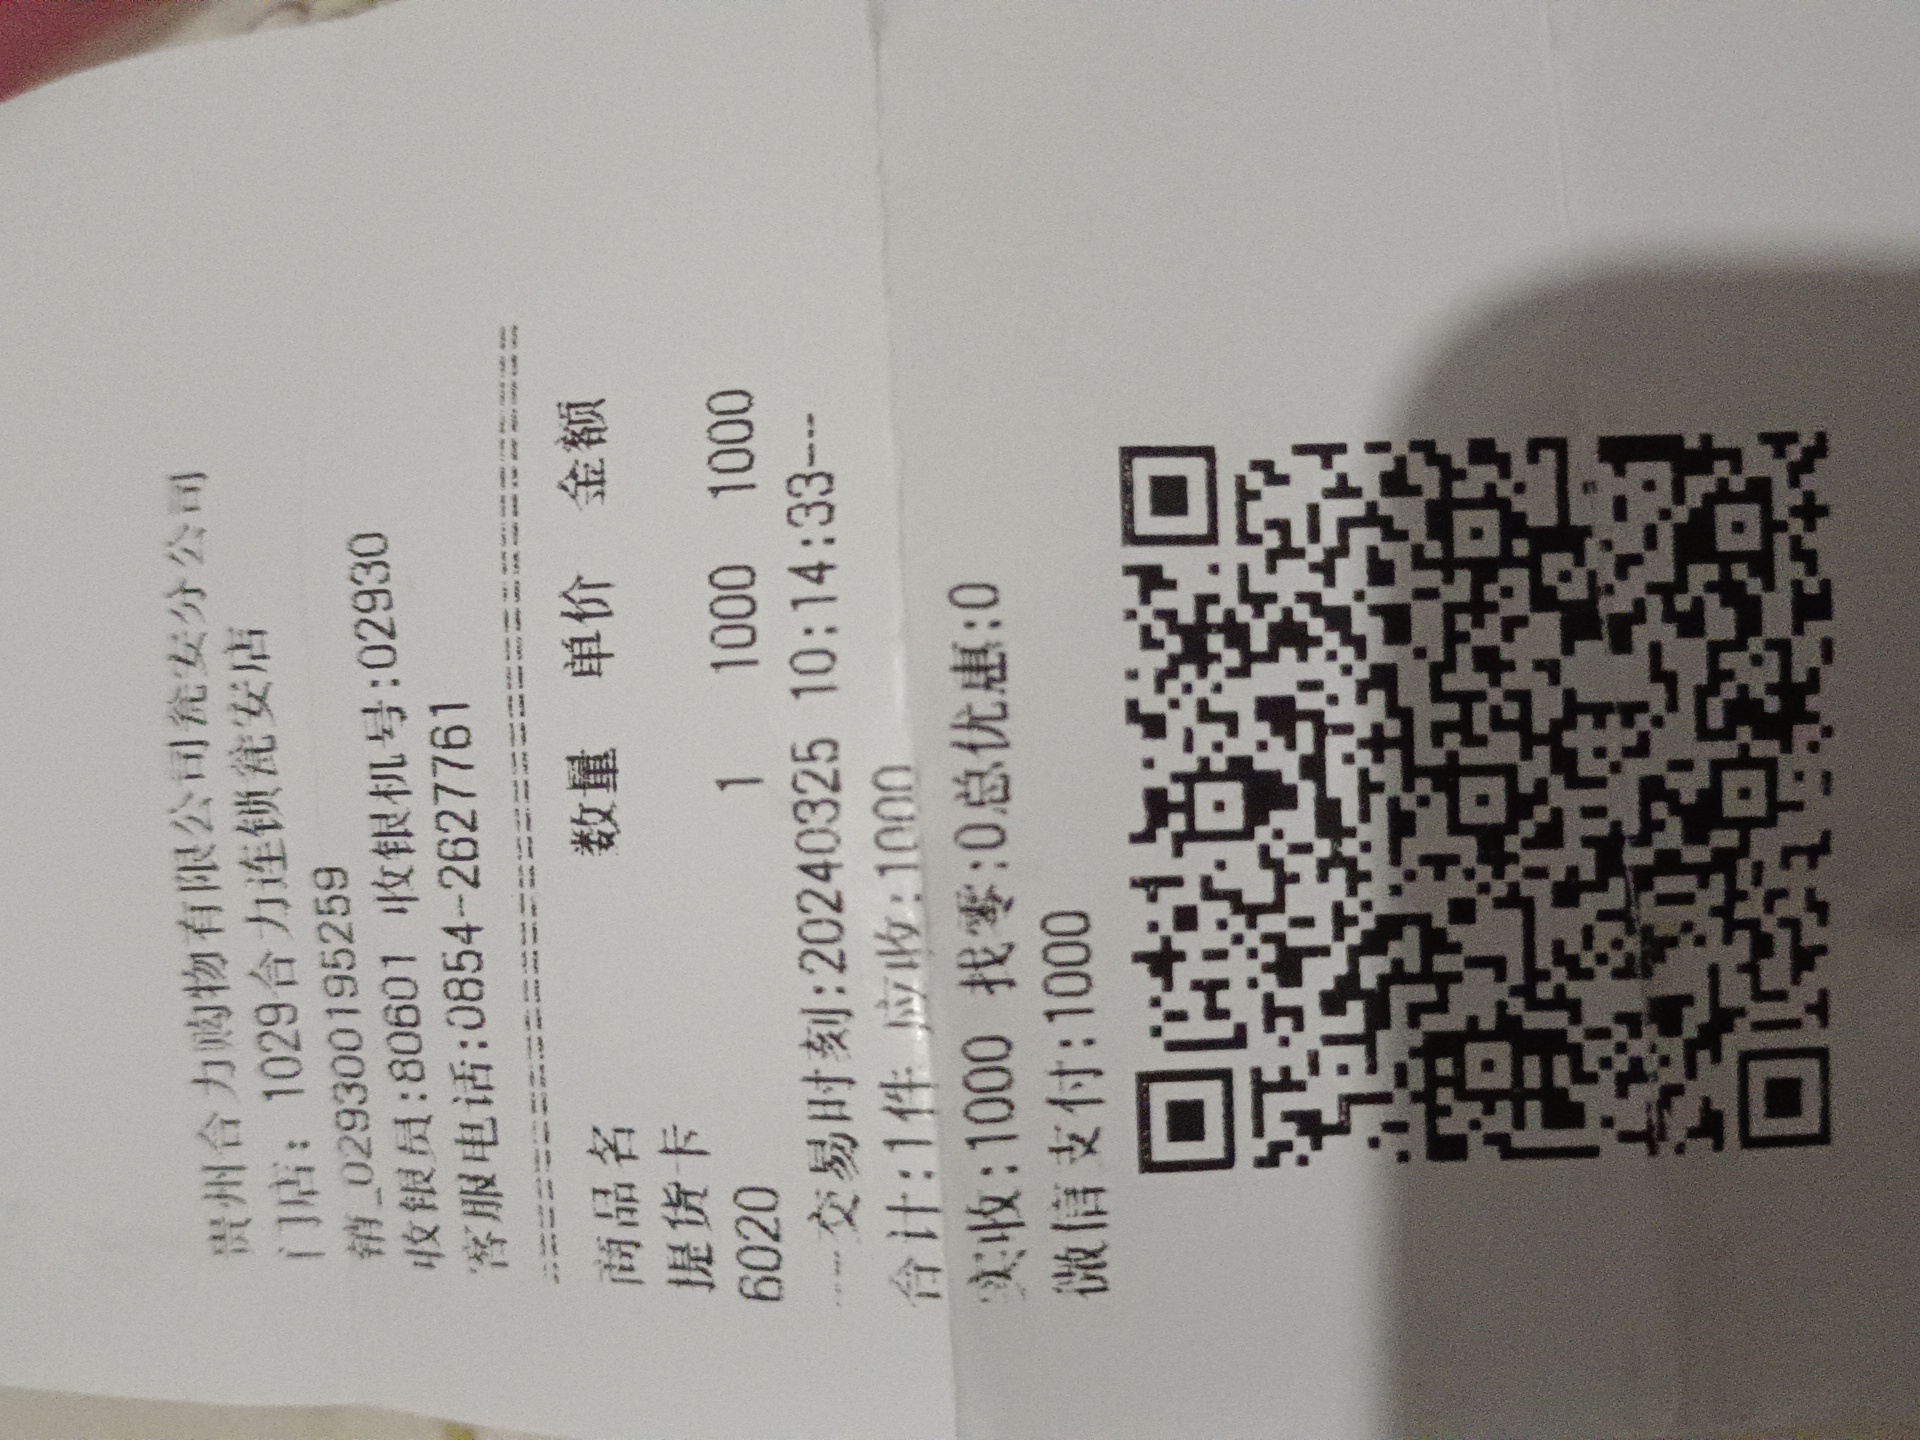 贵州合力购物有限公司瓮安分公司
门店: 1029合力连锁瓮安店
销_029300195259
收银员:80601 收银机号:02930
客服电话:0854-2627761
商品名 数量 单价 金额
提货卡
6020 1 1000 1000
---交易时刻:20240325 10:14:33---
合计:1件 应收:1000
实收:1000 找零:0总优惠:0
微信支付:1000